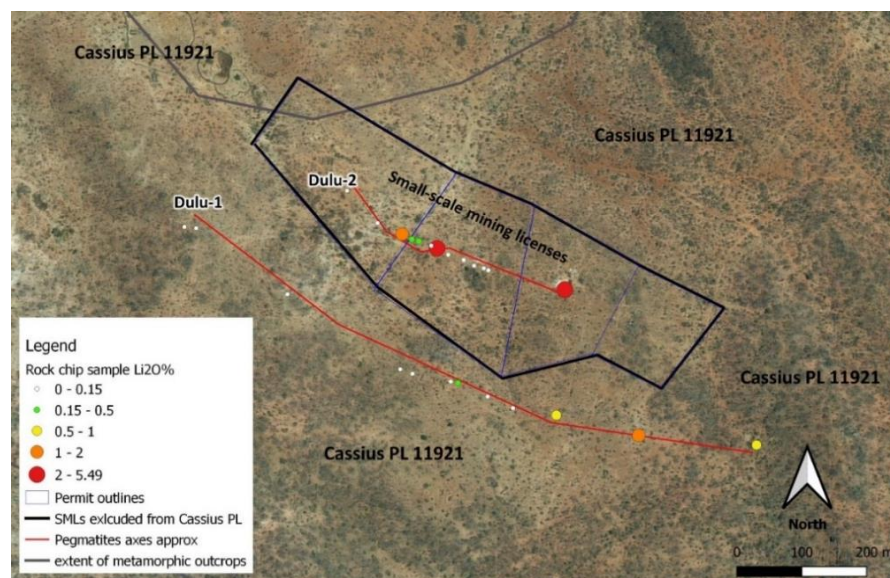 Cassius PL 11921
Cassius PL 11921
Dulu-2
Small-scale mining licenses
Dulu-1
Cassius PL 11921
Cassius PL 11921
Legend
Rock chip sample Li2O%
0 - 0.15
0.15 - 0.5
0.5 - 1
1 - 2
2 - 5.49
Permit outlines
SMLs exlcuded from Cassius PL
Pegmatites axes approx
extent of metamorphic outcrops
North
0 100 200 m